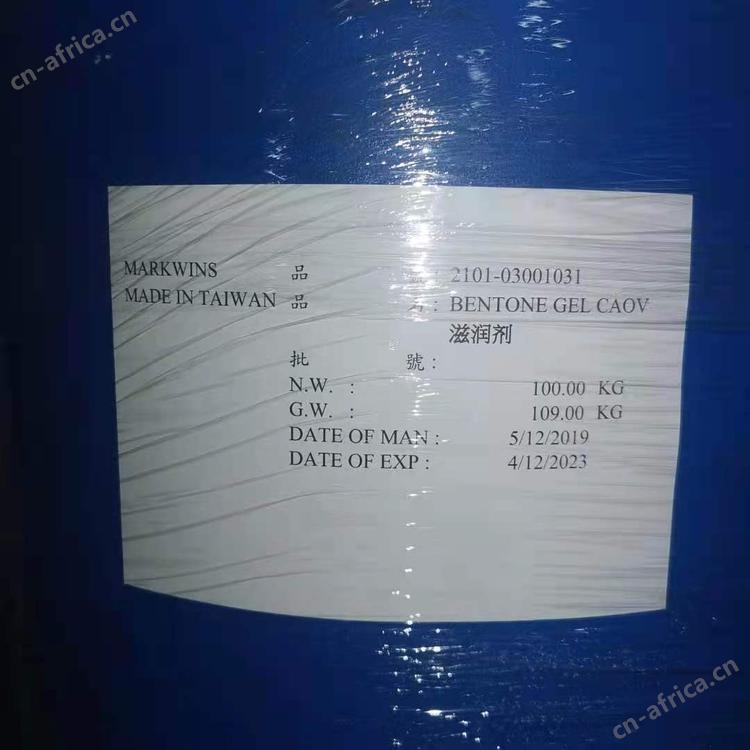 cn-africa.cn
MARKWINS 品 : 2101-03001031
MADE IN TAIWAN 品 : BENTONE GEL CAOV
滋润剂
批 號 :
N.W. : 100.00 KG
G.W. : 109.00 KG
DATE OF MAN : 5/12/2019
DATE OF EXP : 4/12/2023
cn-africa.cn